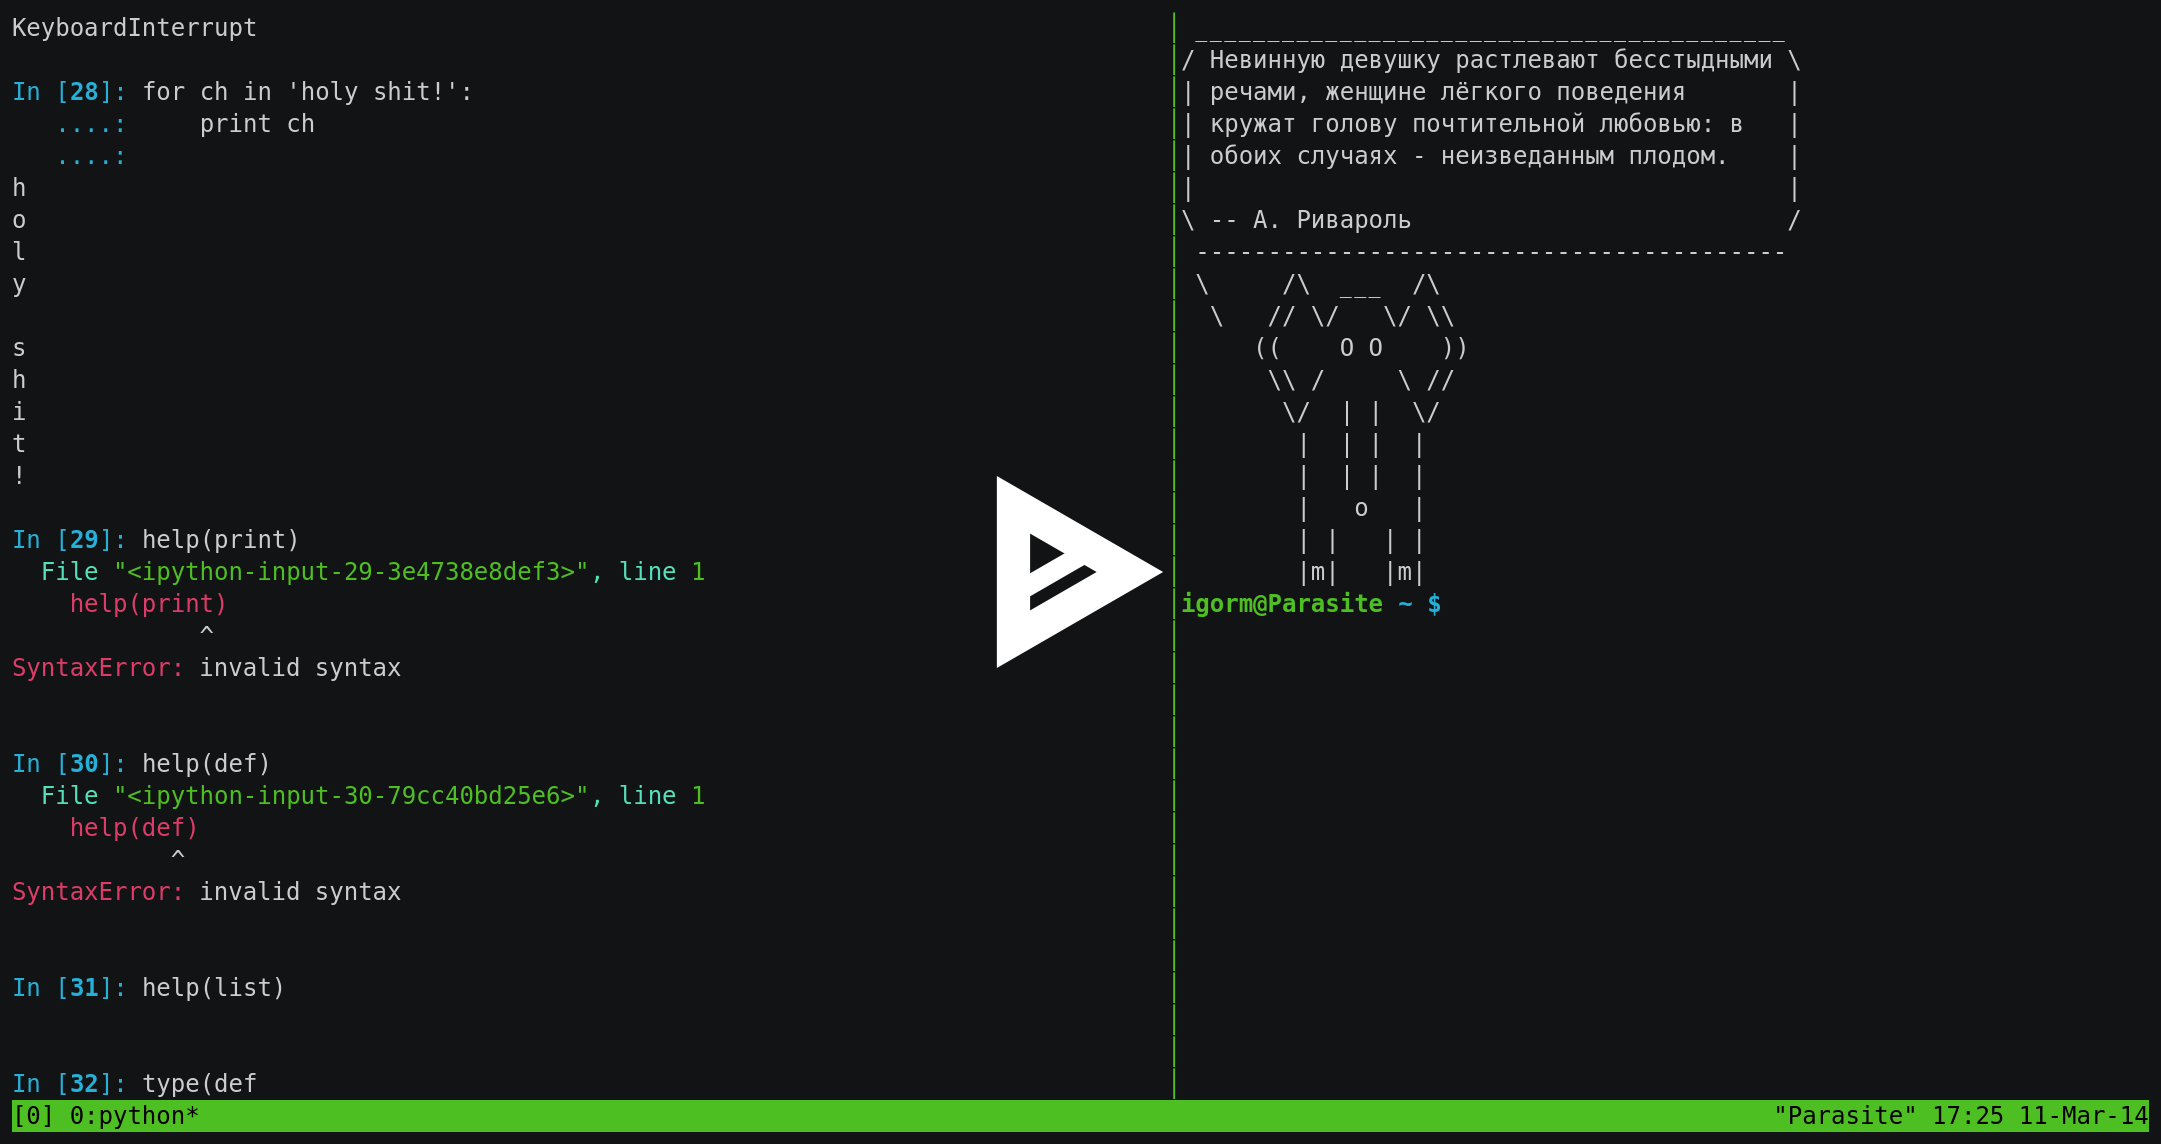 KeyboardInterrupt
In [28]: for ch in 'holy shit!':
   ....:     print ch
   ....:
h
o
l
y

s
h
i
t
!

In [29]: help(print)
  File "<ipython-input-29-3e4738e8def3>", line 1
    help(print)
             ^
SyntaxError: invalid syntax

In [30]: help(def)
  File "<ipython-input-30-79cc40bd25e6>", line 1
    help(def)
           ^
SyntaxError: invalid syntax

In [31]: help(list)

In [32]: type(def
 _________________________________________
/ Невинную девушку растлевают бесстыдными \
| речами, женщине лёгкого поведения       |
| кружат голову почтительной любовью: в   |
| обоих случаях - неизведанным плодом.    |
|                                         |
\ -- А. Ривароль                          /
 -----------------------------------------
 \     /\  ___  /\
  \   // \/   \/ \\
     ((    O O    ))
      \\ /     \ //
       \/  | |  \/
        |  | |  |
        |  | |  |
        |   o   |
        | |   | |
        |m|   |m|
igorm@Parasite ~ $
[0] 0:python* "Parasite" 17:25 11-Mar-14